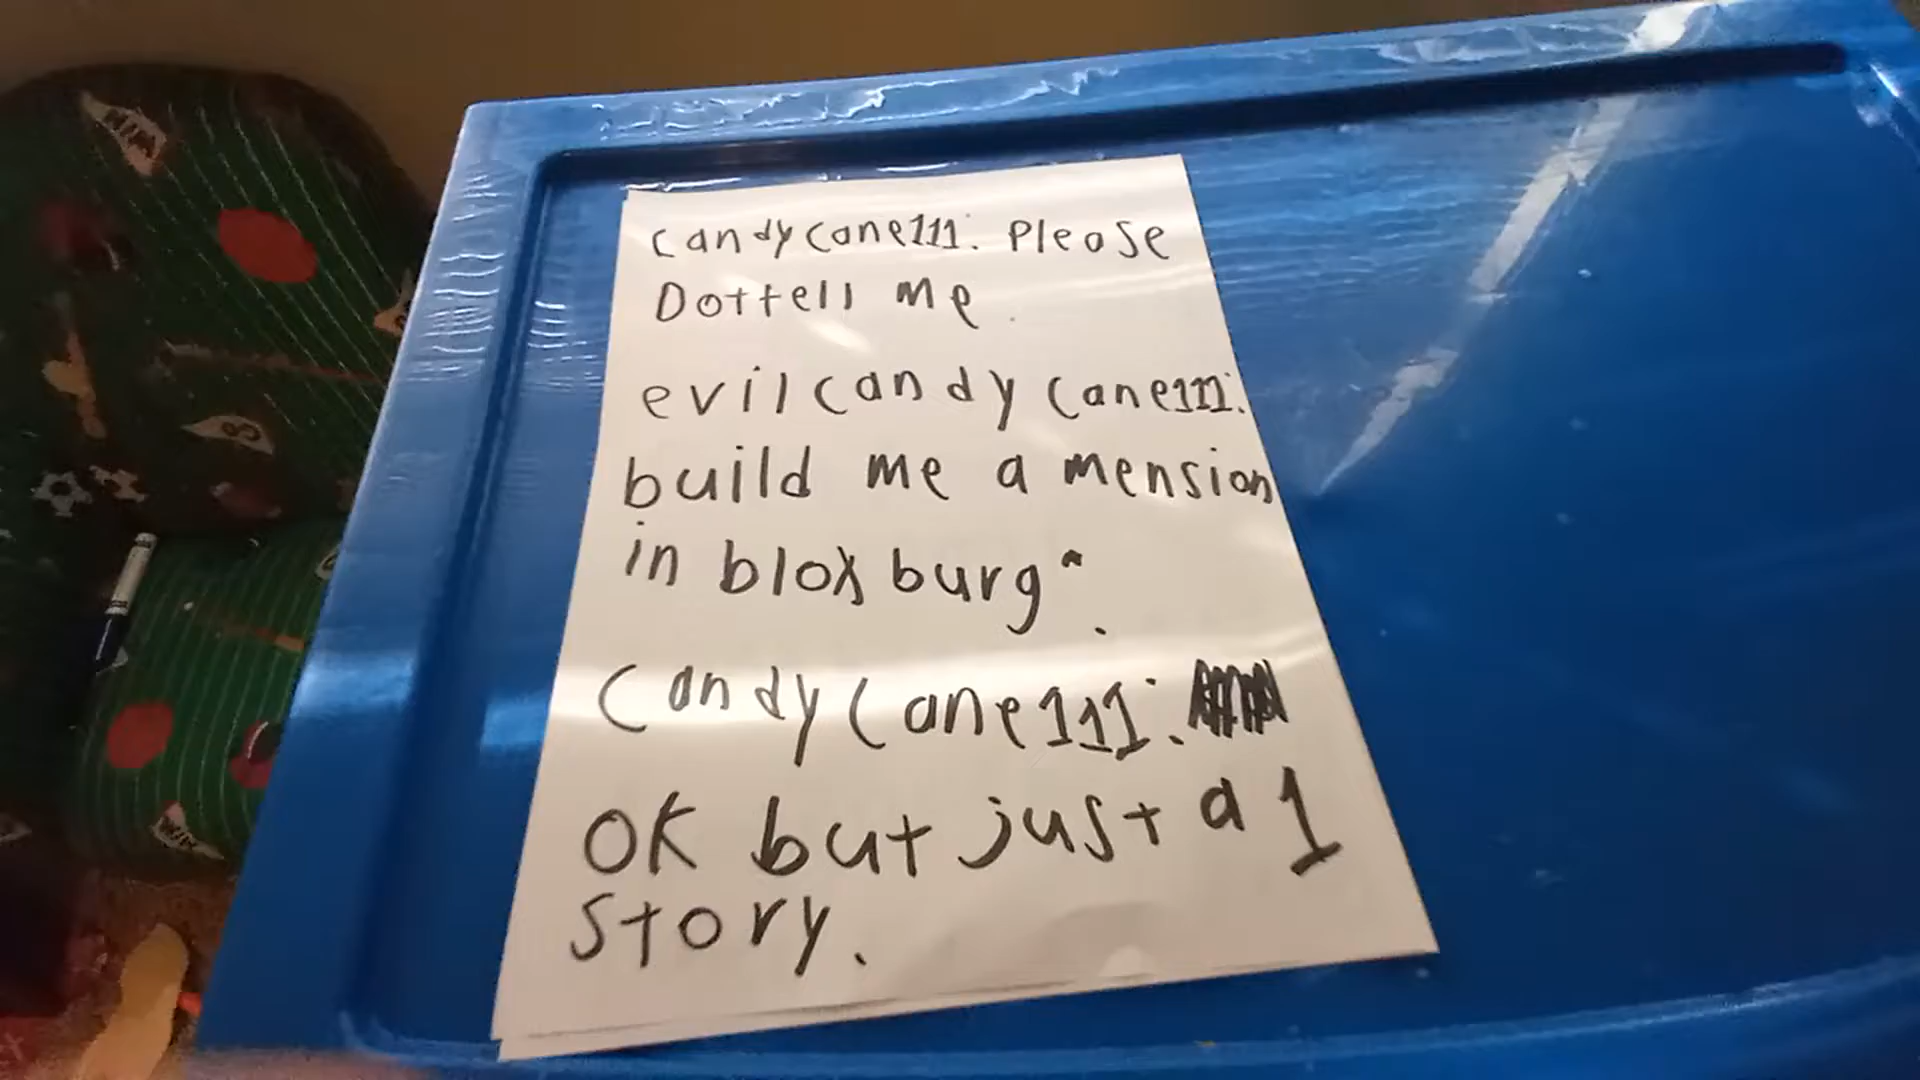 candycane111: Please
Dottell me.
evilcandycane111:
build me a mension
in bloxburg^.
candycane111:
OK but just a 1
story.